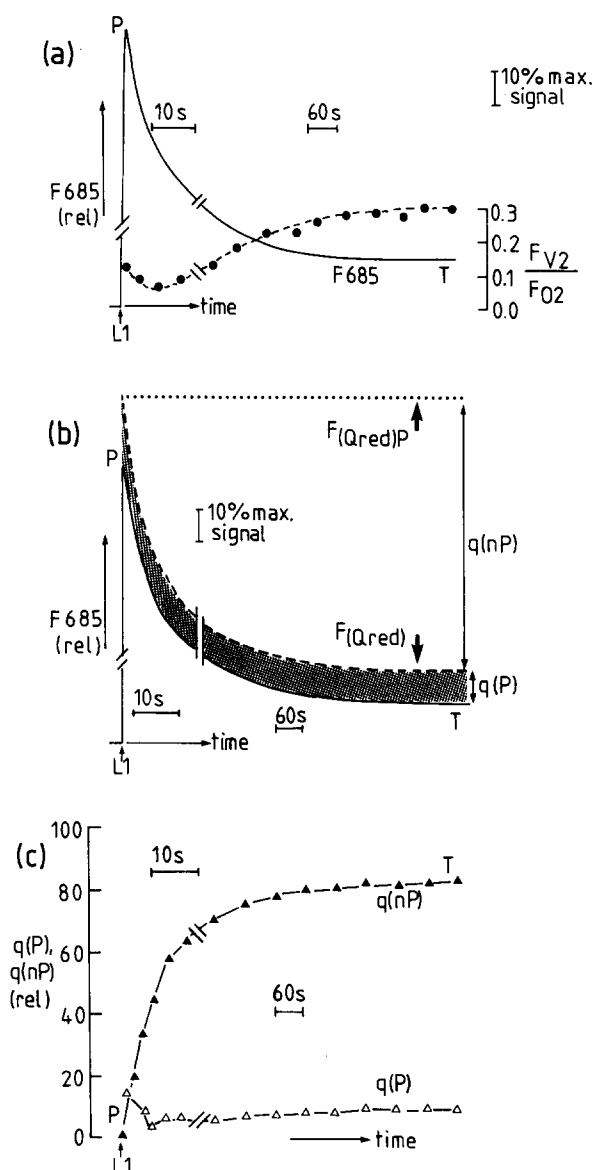 (a)
P
10% max.
signal
10s
60s
F685
(rel)
0.3
0.2
0.1
0.0
FV2
FO2
F685
T
time
L1
(b)
P
F(Qred)P
10% max.
signal
q(nP)
F685
(rel)
F(Qred)
q(P)
10s
60s
T
time
L1
(c)
100
80
60
40
20
0
10s
T
q(nP)
q(P),
q(nP)
(rel)
60s
q(P)
P
time
L1